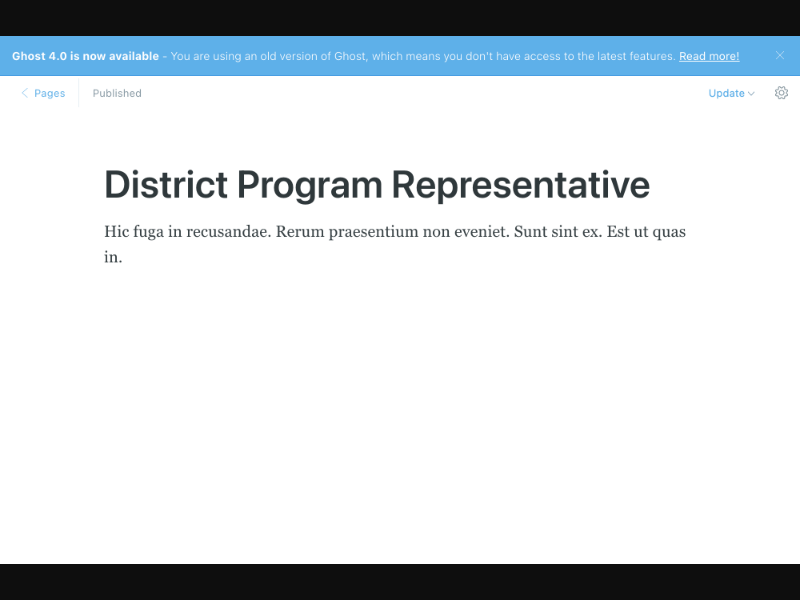 Ghost 4.0 is now available - You are using an old version of Ghost, which means you don't have access to the latest features. Read more!
Pages
Published
Update
District Program Representative
Hic fuga in recusandae. Rerum praesentium non eveniet. Sunt sint ex. Est ut quas
in.